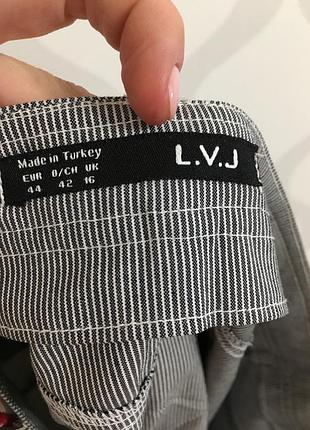 Made in Turkey
L.V.J
EUR D/CH UK
44 42 16